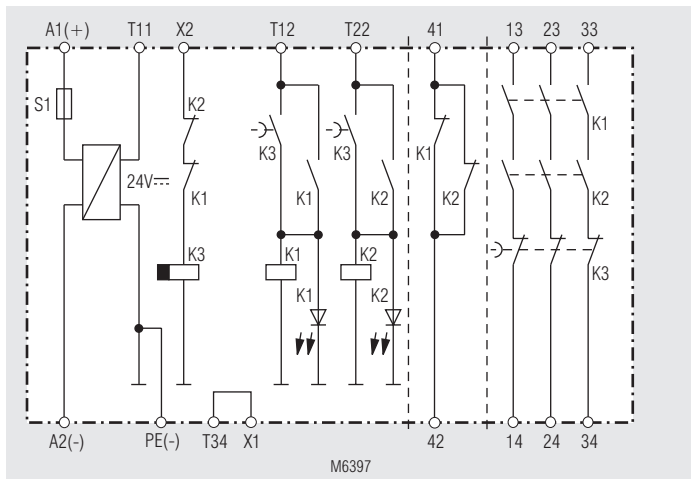 A1(+) T11 X2 T12 T22 41 13 23 33
S1
K2
K3
K3
K1
K1
24V
K1
K1
K2
K2
K2
K3
K1
K2
K3
K1
K2
A2(-) PE(-) T34 X1 42 14 24 34
M6397